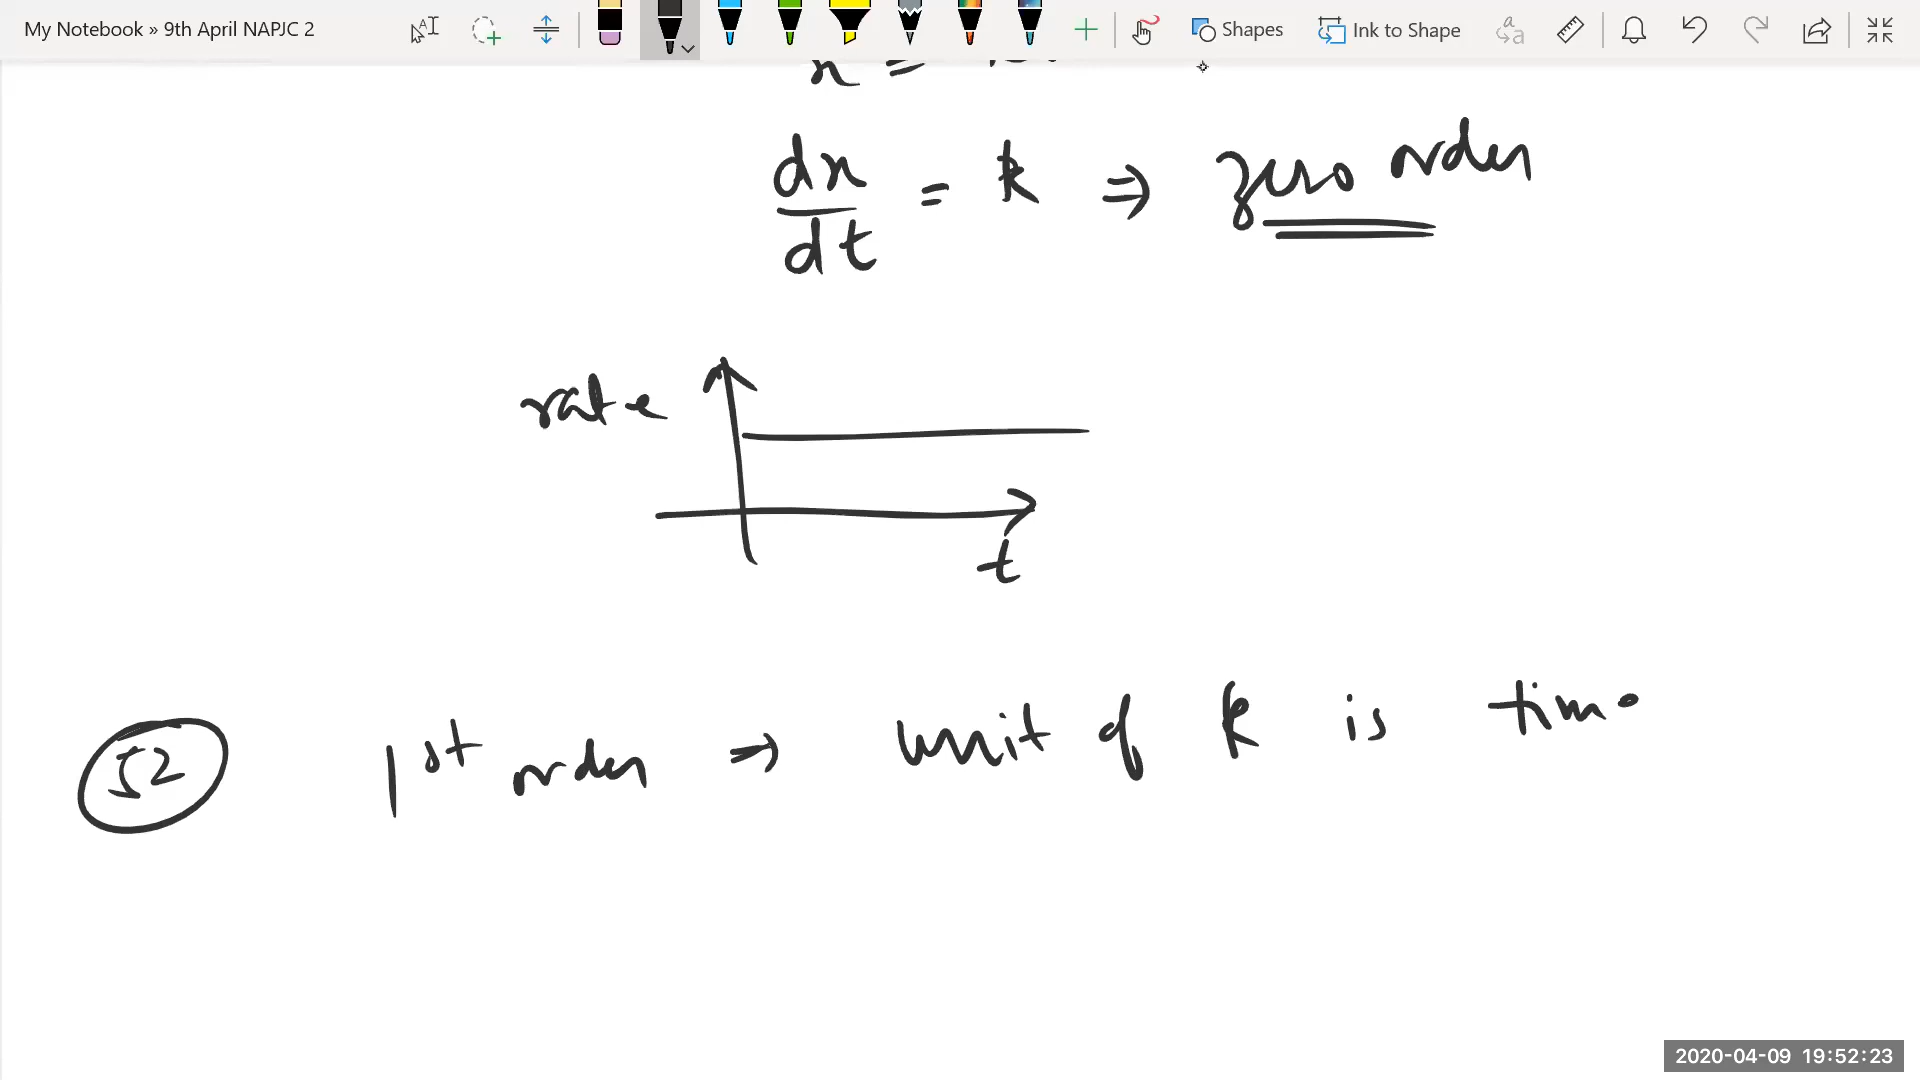 My Notebook » 9th April NAPJC 2
Shapes
Ink to Shape
dx/dt = k ⇒ zero order
rate
t
52 1st order ⇒ unit of k is time
2020-04-09 19:52:23